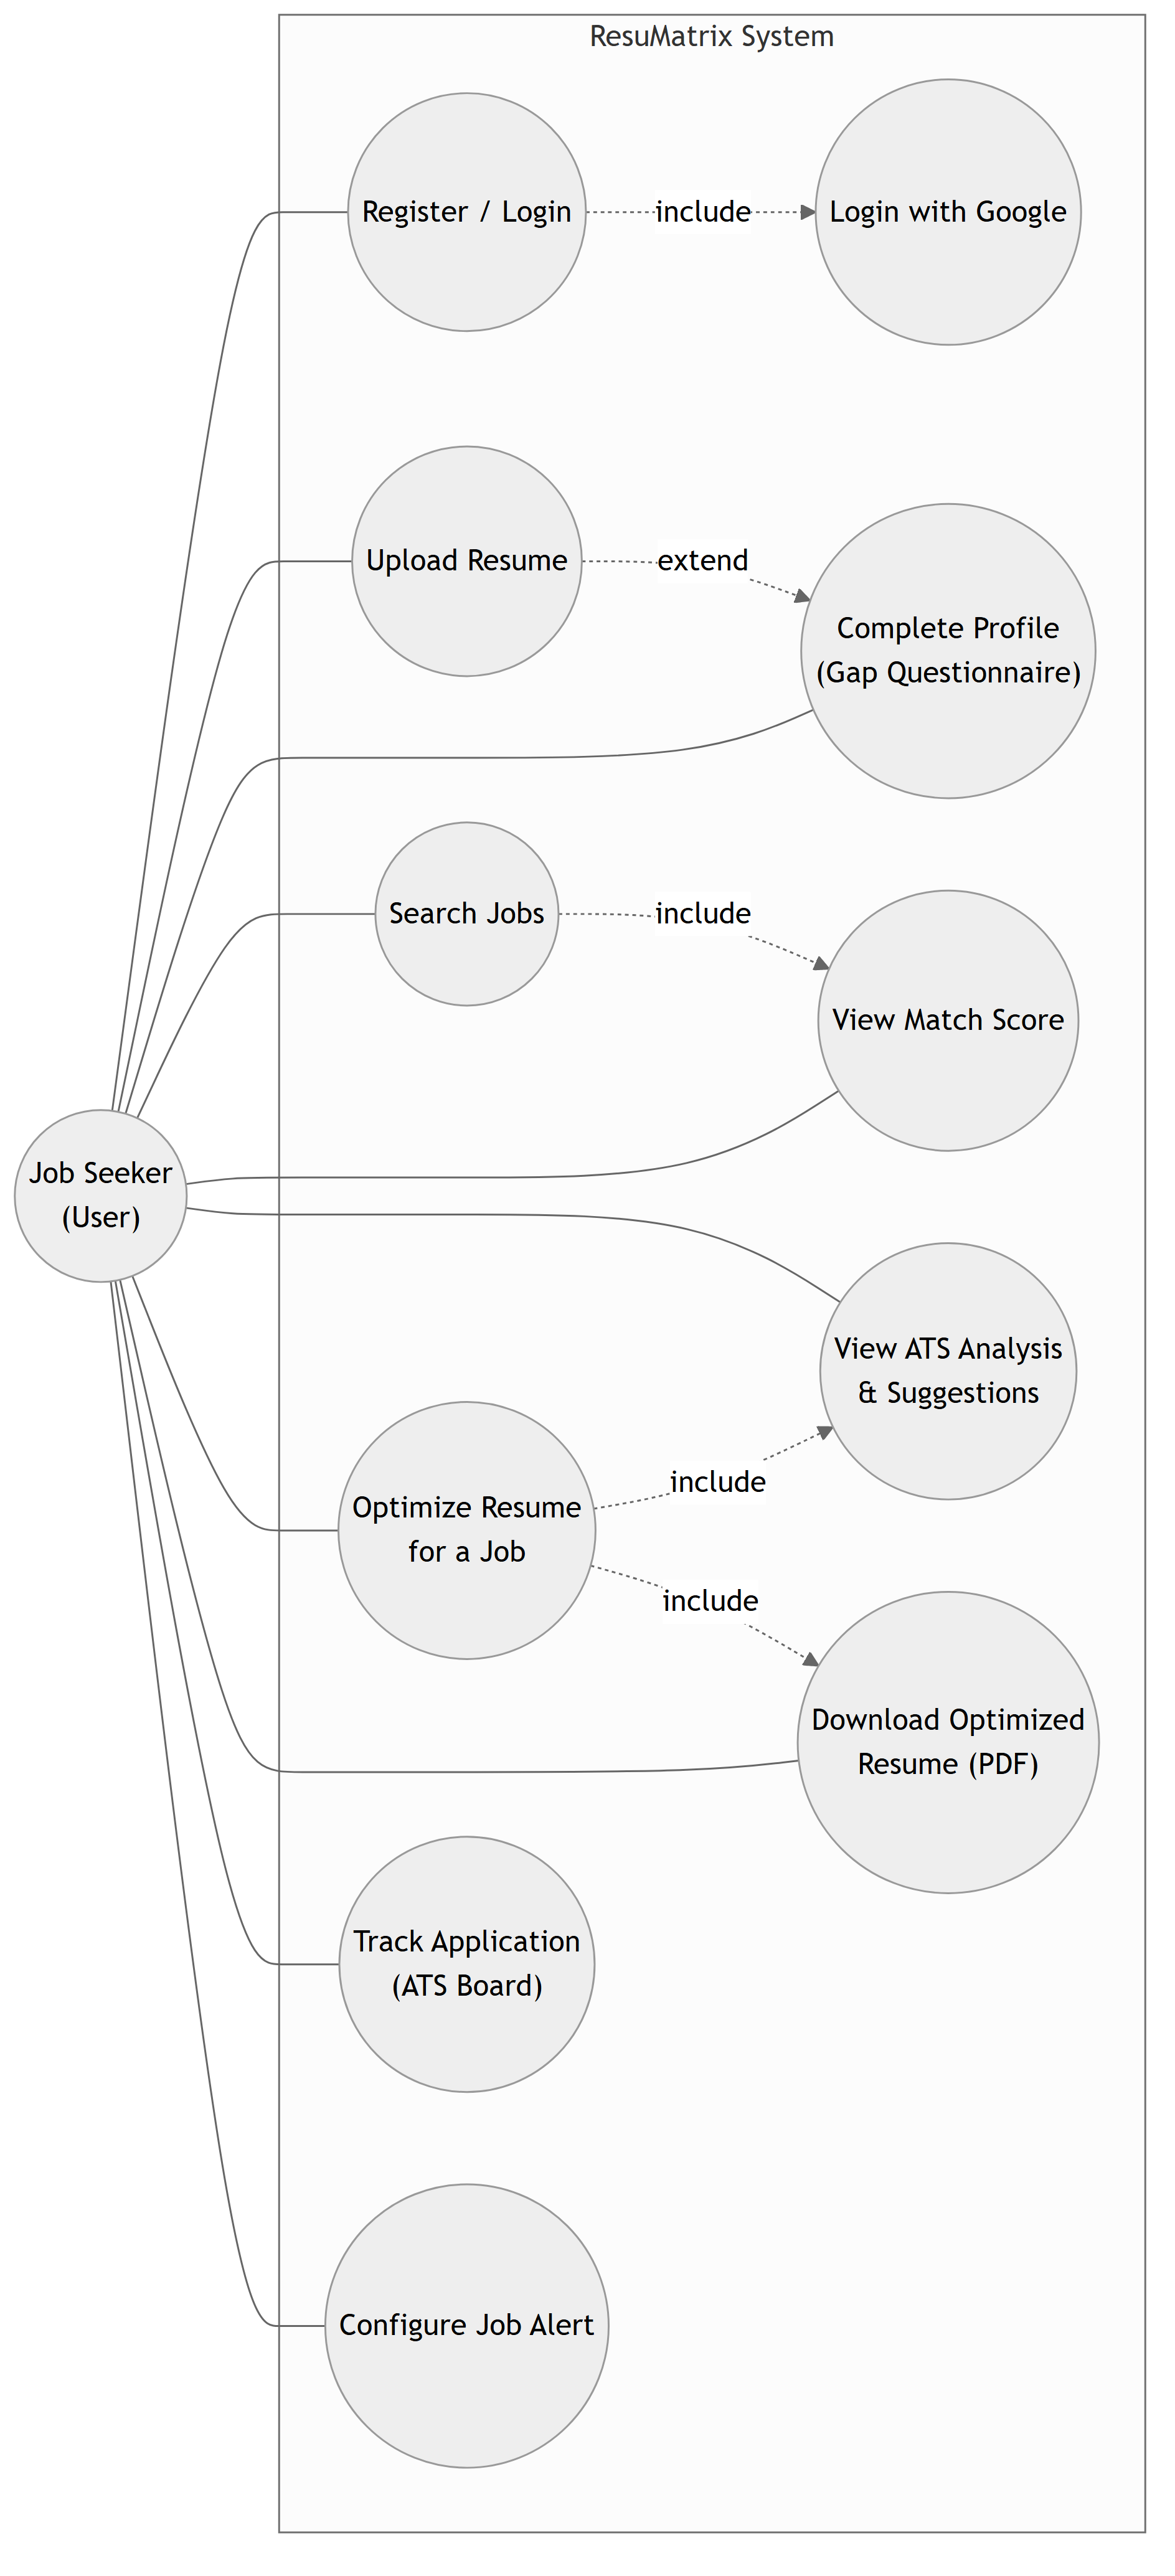 ResuMatrix System
Register / Login
include
Login with Google
Upload Resume
extend
Complete Profile
(Gap Questionnaire)
Search Jobs
include
View Match Score
Job Seeker
(User)
View ATS Analysis
& Suggestions
include
Optimize Resume
for a Job
include
Download Optimized
Resume (PDF)
Track Application
(ATS Board)
Configure Job Alert